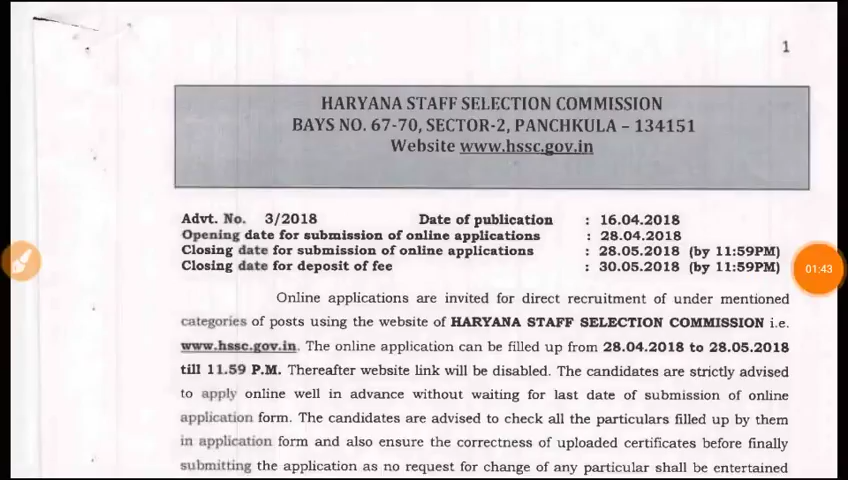 1
HARYANA STAFF SELECTION COMMISSION
BAYS NO. 67-70, SECTOR-2, PANCHKULA – 134151
Website www.hssc.gov.in
Advt. No. 3/2018 Date of publication : 16.04.2018
Opening date for submission of online applications : 28.04.2018
Closing date for submission of online applications : 28.05.2018 (by 11:59PM)
Closing date for deposit of fee : 30.05.2018 (by 11:59PM)
01:43
Online applications are invited for direct recruitment of under mentioned
categories of posts using the website of HARYANA STAFF SELECTION COMMISSION i.e.
www.hssc.gov.in. The online application can be filled up from 28.04.2018 to 28.05.2018
till 11.59 P.M. Thereafter website link will be disabled. The candidates are strictly advised
to apply online well in advance without waiting for last date of submission of online
application form. The candidates are advised to check all the particulars filled up by them
in application form and also ensure the correctness of uploaded certificates before finally
submitting the application as no request for change of any particular shall be entertained